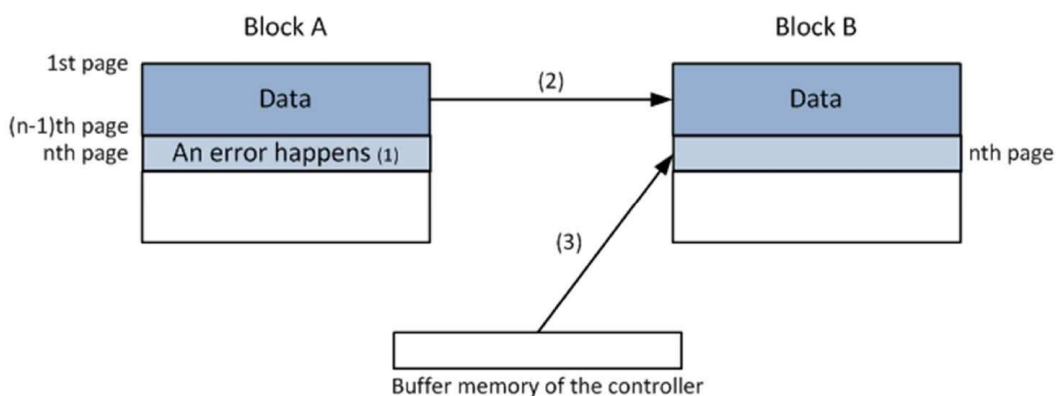 Block A
Block B
1st page
Data
(2)
Data
(n-1)th page
nth page
An error happens (1)
nth page
(3)
Buffer memory of the controller